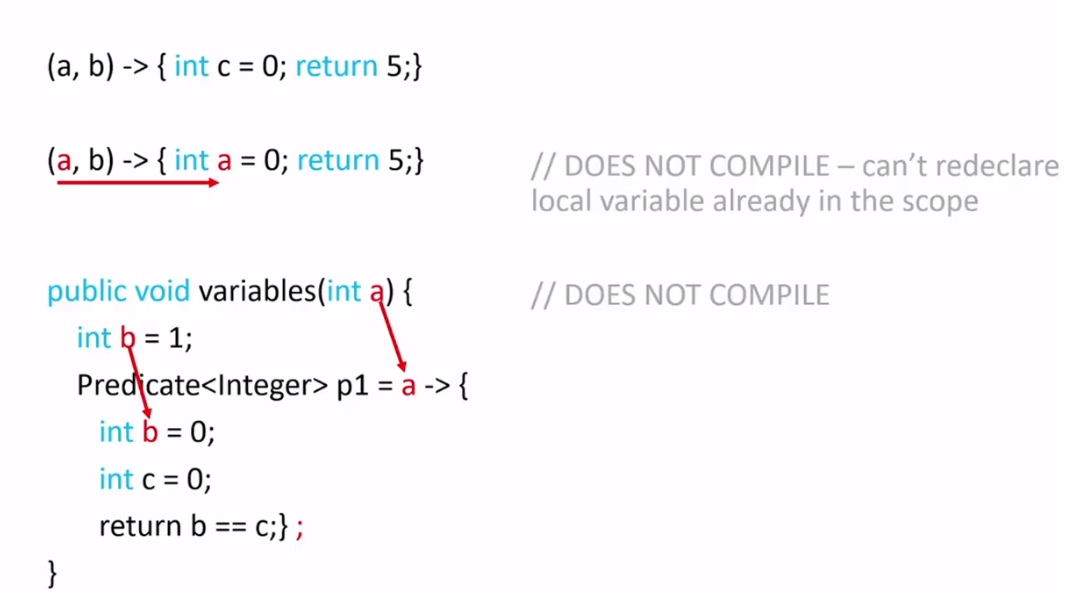 (a, b) -> { int c = 0; return 5;}
(a, b) -> { int a = 0; return 5;}
// DOES NOT COMPILE – can’t redeclare
local variable already in the scope
public void variables(int a) {
// DOES NOT COMPILE
int b = 1;
Predicate<Integer> p1 = a -> {
int b = 0;
int c = 0;
return b == c;} ;
}